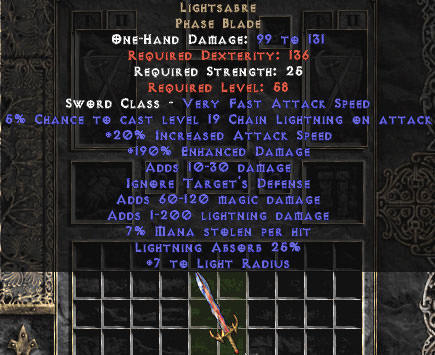 Lightsabre
Phase Blade
One-Hand Damage: 99 to 131
Required Dexterity: 136
Required Strength: 25
Required Level: 58
Sword Class - Very Fast Attack Speed
5% Chance to cast level 19 Chain Lightning on attack
+20% Increased Attack Speed
+190% Enhanced Damage
Adds 10-30 damage
Ignore Target's Defense
Adds 60-120 magic damage
Adds 1-200 lightning damage
7% Mana stolen per hit
Lightning Absorb 25%
+7 to Light Radius